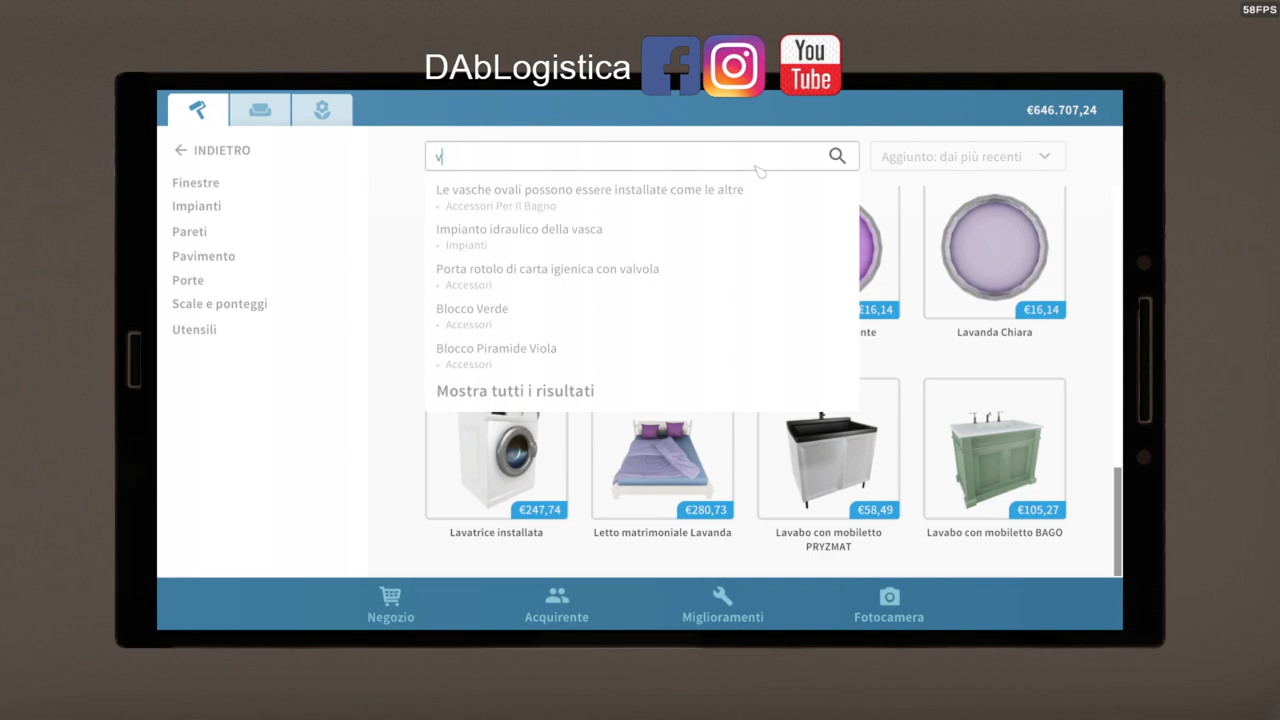 58FPS
DAbLogistica
f
You
Tube
€646.707,24
INDIETRO
Finestre
Impianti
Pareti
Pavimento
Porte
Scale e ponteggi
Utensili
v
Aggiunto: dai più recenti
Le vasche ovali possono essere installate come le altre
Accessori Per Il Bagno
Impianto idraulico della vasca
Impianti
Porta rotolo di carta igienica con valvola
Accessori
Blocco Verde
Accessori
Blocco Piramide Viola
Accessori
Mostra tutti i risultati
€16,14
€16,14
nte
Lavanda Chiara
€247,74
€280,73
€58,49
€105,27
Lavatrice installata
Letto matrimoniale Lavanda
Lavabo con mobiletto
PRYZMAT
Lavabo con mobiletto BAGO
Negozio
Acquirente
Miglioramenti
Fotocamera